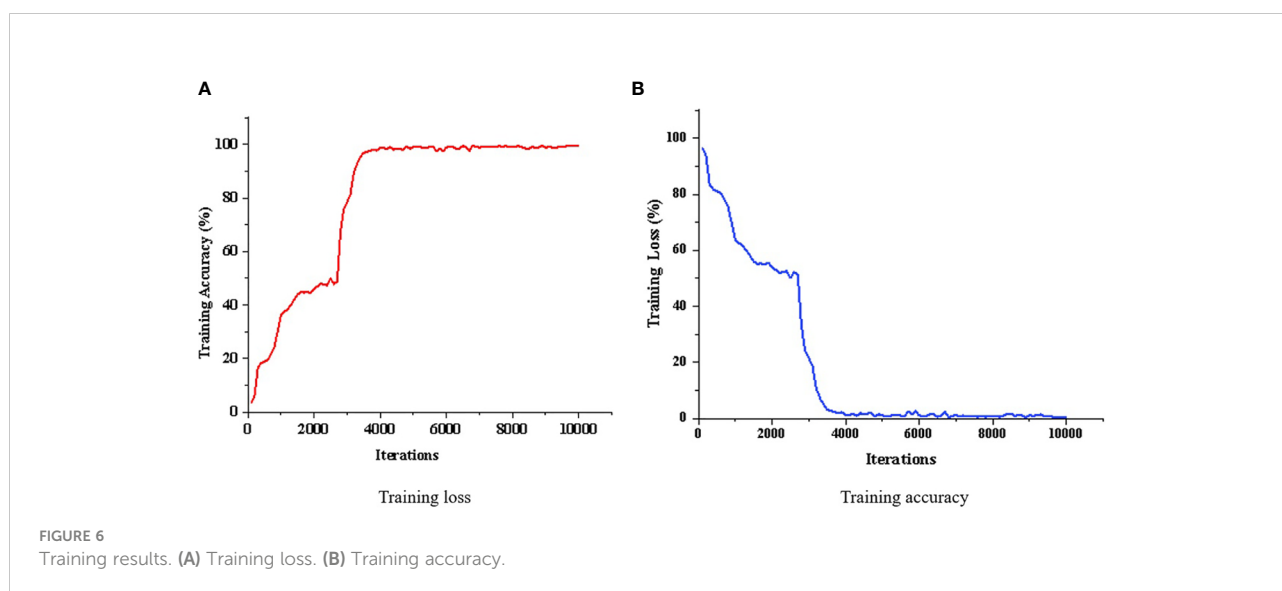 A
B
100
80
60
40
20
0
Training Accuracy (%)
0
2000
4000
6000
8000
10000
Iterations
Training loss
100
80
60
40
20
0
Training Loss (%)
0
2000
4000
6000
8000
10000
Iterations
Training accuracy
FIGURE 6
Training results. (A) Training loss. (B) Training accuracy.